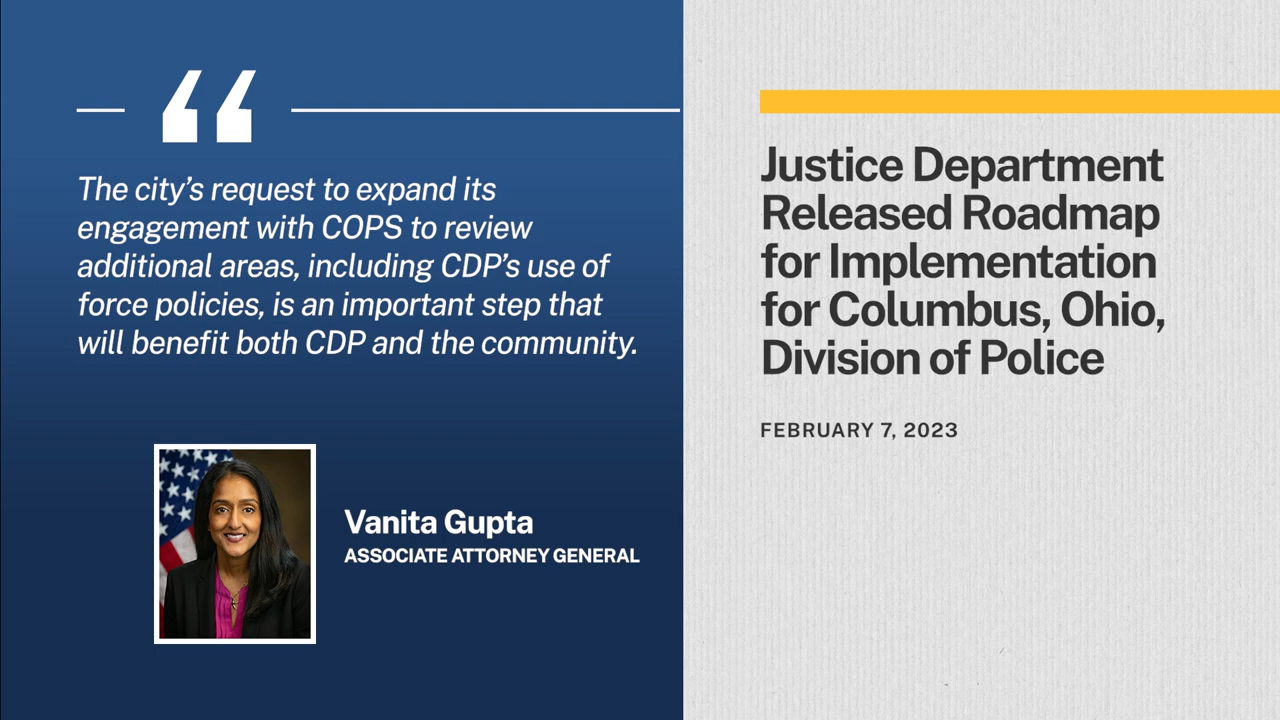 “
The city’s request to expand its
engagement with COPS to review
additional areas, including CDP’s use of
force policies, is an important step that
will benefit both CDP and the community.
Vanita Gupta
ASSOCIATE ATTORNEY GENERAL
Justice Department
Released Roadmap
for Implementation
for Columbus, Ohio,
Division of Police
FEBRUARY 7, 2023